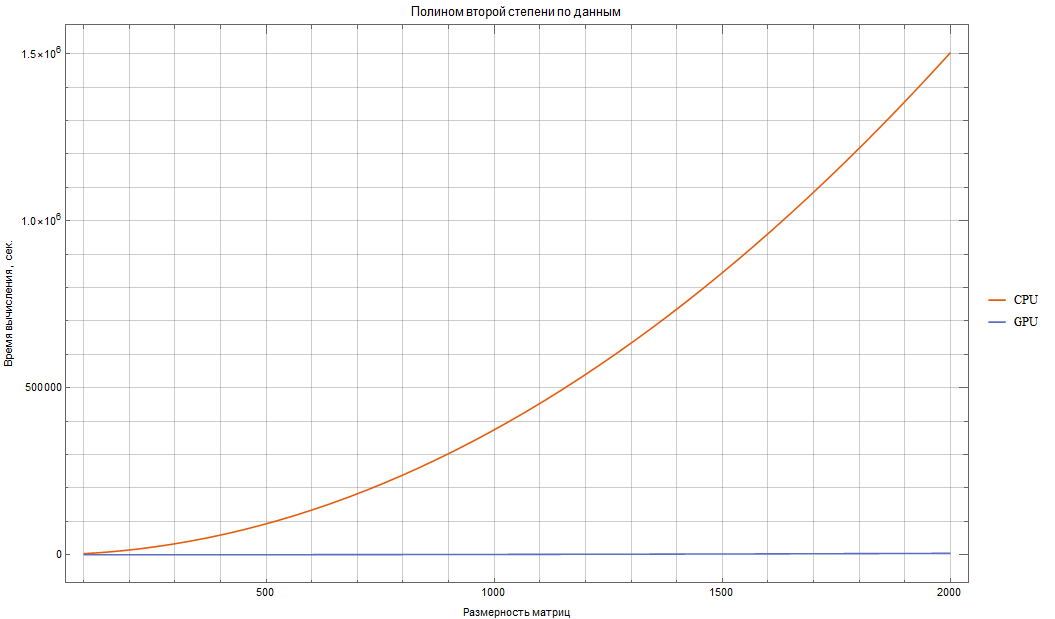 Полином второй степени по данным
1.5×10⁶
1.0×10⁶
500000
0
Время вычисления, сек.
500
1000
1500
2000
Размерность матриц
CPU
GPU